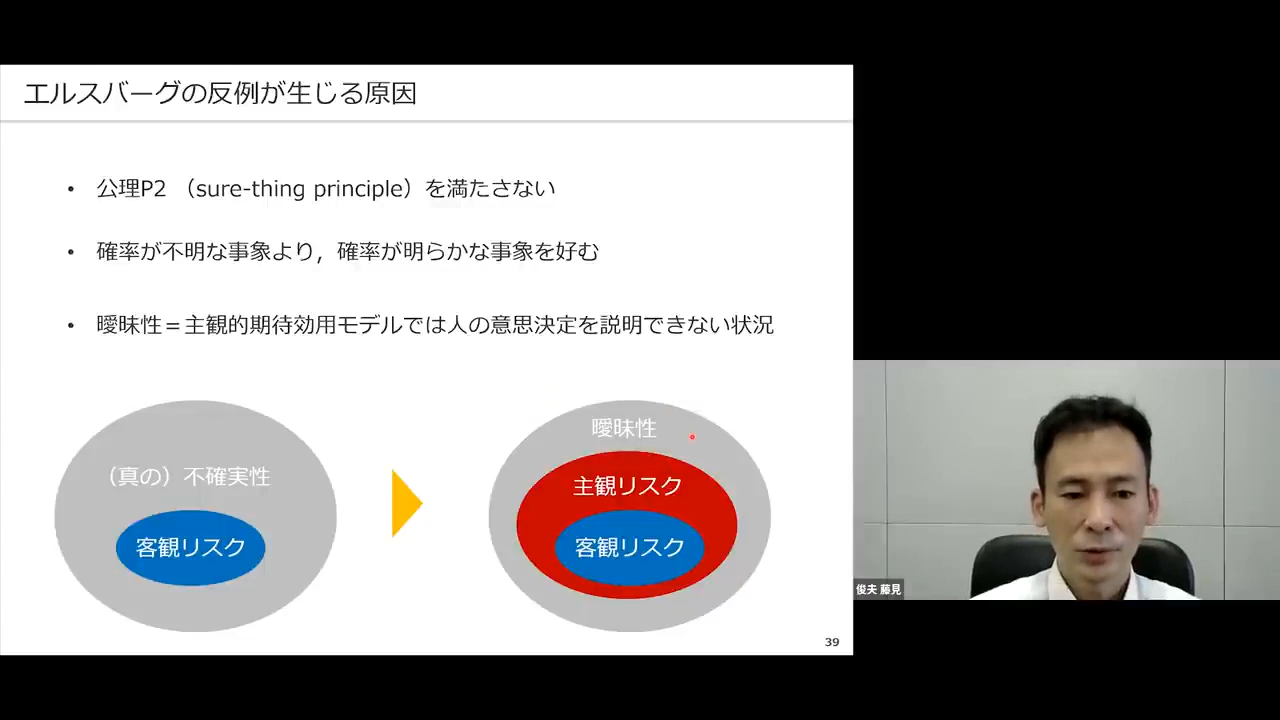 エルスバーグの反例が生じる原因
• 公理P2 （sure-thing principle）を満たさない
• 確率が不明な事象より，確率が明らかな事象を好む
• 曖昧性＝主観的期待効用モデルでは人の意思決定を説明できない状況
（真の）不確実性
客観リスク
曖昧性
主観リスク
客観リスク
39
俊夫 藤見